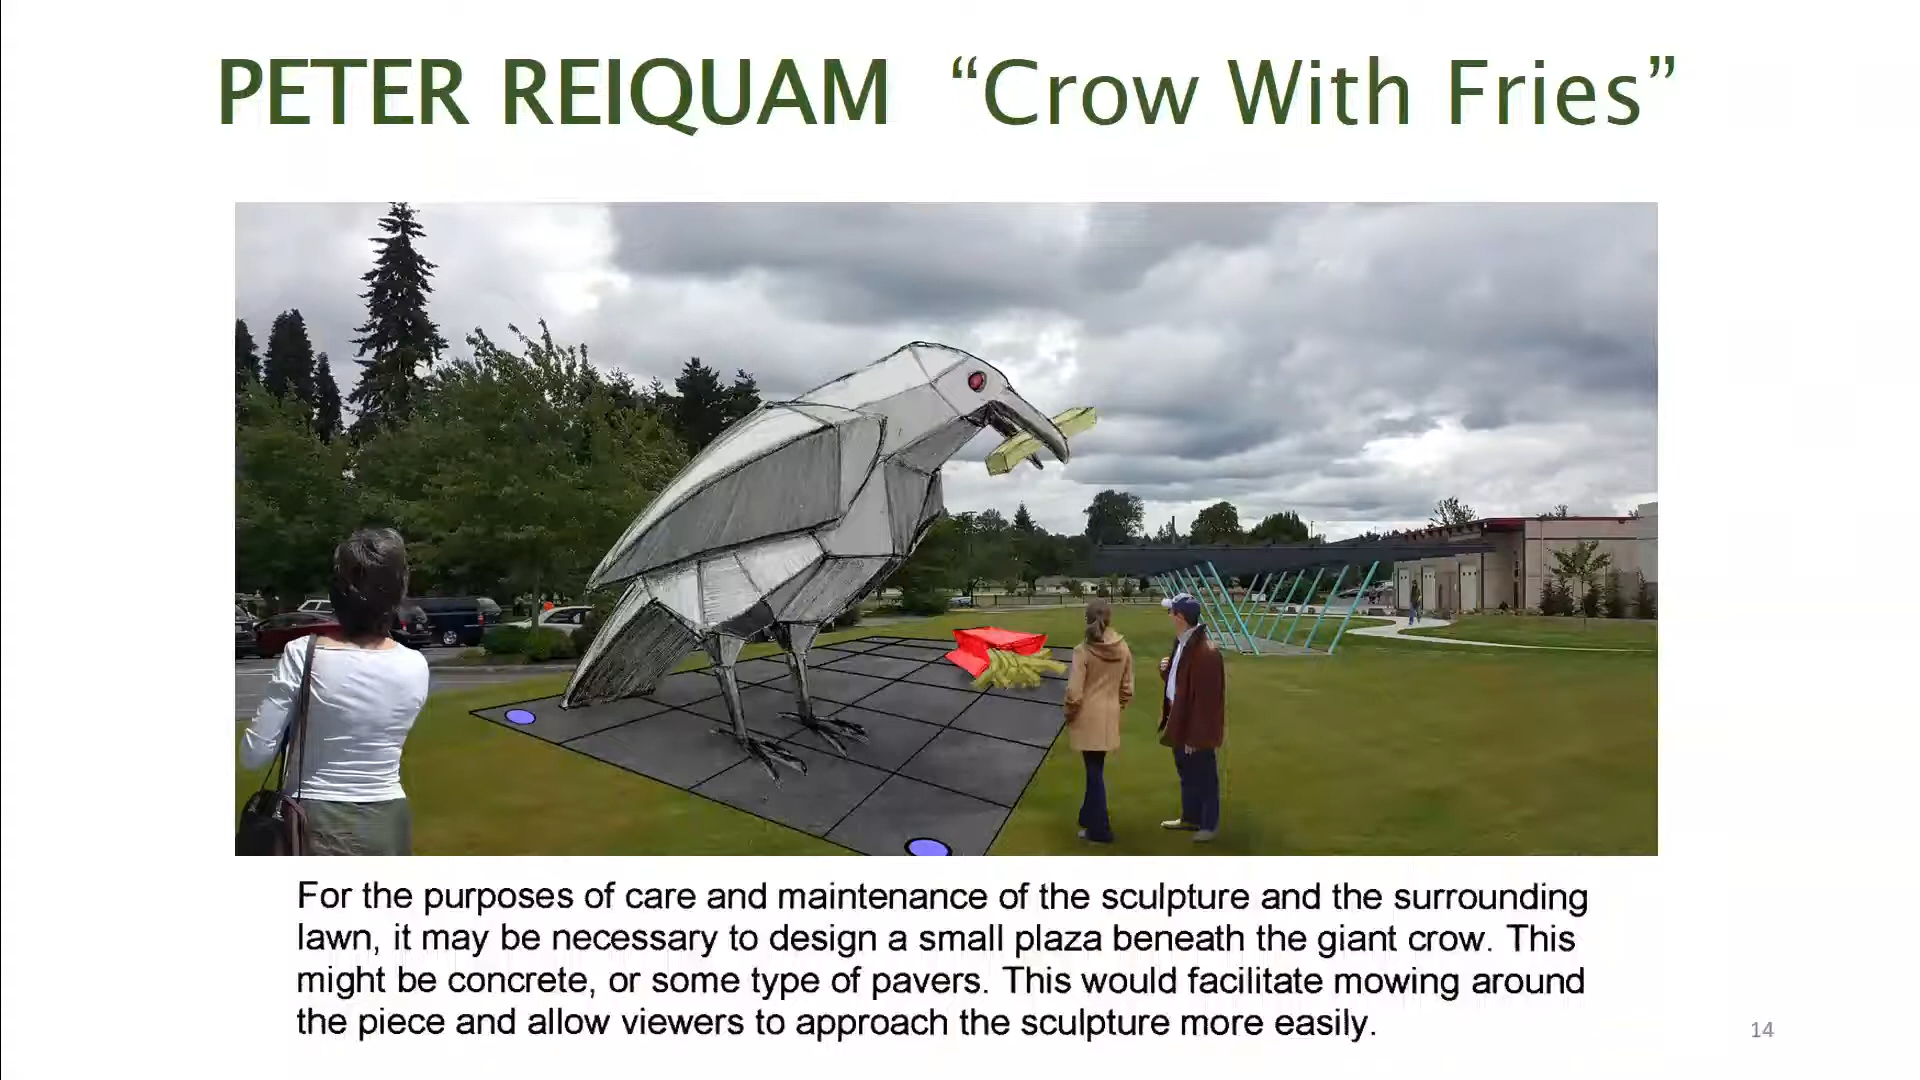 PETER REIQUAM “Crow With Fries”
For the purposes of care and maintenance of the sculpture and the surrounding
lawn, it may be necessary to design a small plaza beneath the giant crow. This
might be concrete, or some type of pavers. This would facilitate mowing around
the piece and allow viewers to approach the sculpture more easily.
14